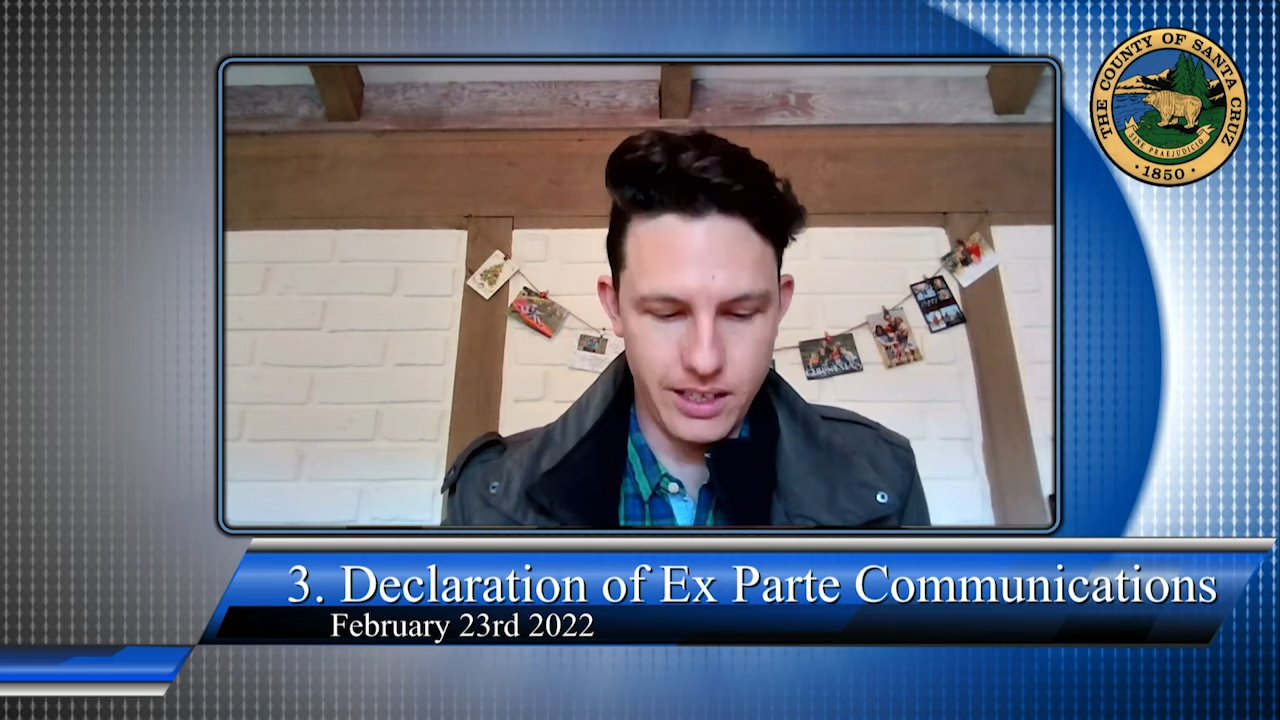 THE COUNTY OF SANTA CRUZ
SINE PRAEJUDICIO
• 1850 •
3. Declaration of Ex Parte Communications
February 23rd 2022